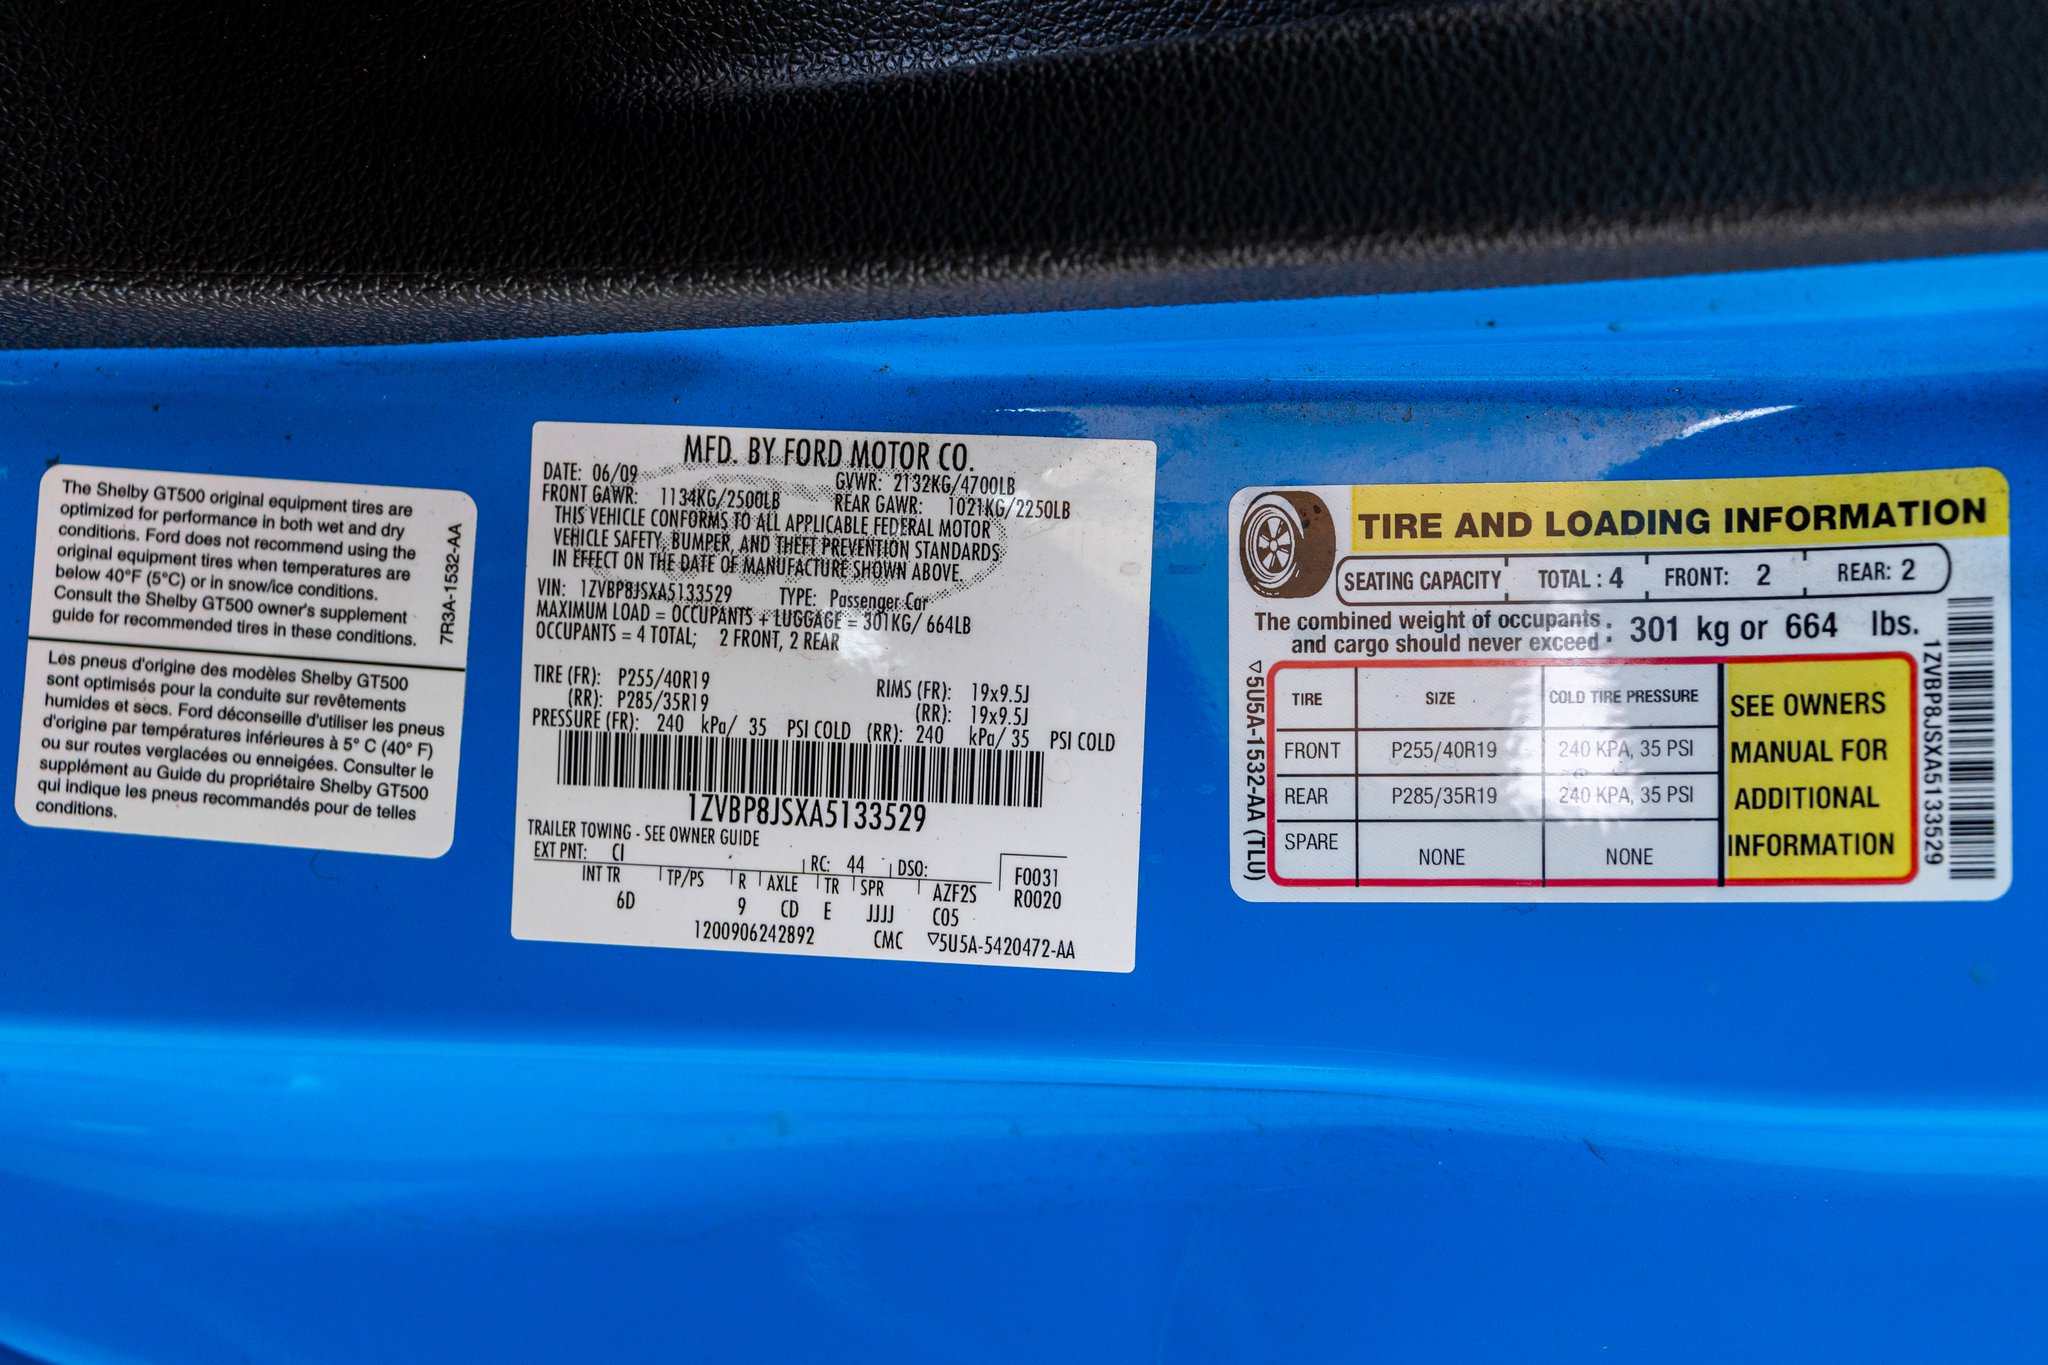 The Shelby GT500 original equipment tires are
optimized for performance in both wet and dry
conditions. Ford does not recommend using the
original equipment tires when temperatures are
below 40°F (5°C) or in snow/ice conditions.
Consult the Shelby GT500 owner's supplement
guide for recommended tires in these conditions.
7R3A-1532-AA
Les pneus d'origine des modèles Shelby GT500
sont optimisés pour la conduite sur revêtements
humides et secs. Ford déconseille d'utiliser les pneus
d'origine par températures inférieures à 5° C (40° F)
ou sur routes verglacées ou enneigées. Consulter le
supplément au Guide du propriétaire Shelby GT500
qui indique les pneus recommandés pour de telles
conditions.
MFD. BY FORD MOTOR CO.
DATE: 06/09 GVWR: 2132KG/4700LB
FRONT GAWR: 1134KG/2500LB REAR GAWR: 1021KG/2250LB
THIS VEHICLE CONFORMS TO ALL APPLICABLE FEDERAL MOTOR
VEHICLE SAFETY, BUMPER, AND THEFT PREVENTION STANDARDS
IN EFFECT ON THE DATE OF MANUFACTURE SHOWN ABOVE.
VIN: 1ZVBP8JSXA5133529 TYPE: Passenger Car
MAXIMUM LOAD = OCCUPANTS + LUGGAGE = 301KG/ 664LB
OCCUPANTS = 4 TOTAL; 2 FRONT, 2 REAR
TIRE (FR): P255/40R19 RIMS (FR): 19x9.5J
(RR): P285/35R19 (RR): 19x9.5J
PRESSURE (FR): 240 kPa/ 35 PSI COLD (RR): 240 kPa/ 35 PSI COLD
1ZVBP8JSXA5133529
TRAILER TOWING - SEE OWNER GUIDE
EXT PNT: CI RC: 44 DSO: F0031
INT TR TP/PS R AXLE TR SPR AZF2S R0020
6D 9 CD E JJJJ C05
1200906242892 CMC ▽5U5A-5420472-AA
TIRE AND LOADING INFORMATION
SEATING CAPACITY TOTAL : 4 FRONT: 2 REAR: 2
The combined weight of occupants
and cargo should never exceed : 301 kg or 664 lbs.
▽5U5A-1532-AA (TLU)
TIRE SIZE COLD TIRE PRESSURE
FRONT P255/40R19 240 KPA, 35 PSI
REAR P285/35R19 240 KPA, 35 PSI
SPARE NONE NONE
SEE OWNERS
MANUAL FOR
ADDITIONAL
INFORMATION
1ZVBP8JSXA5133529